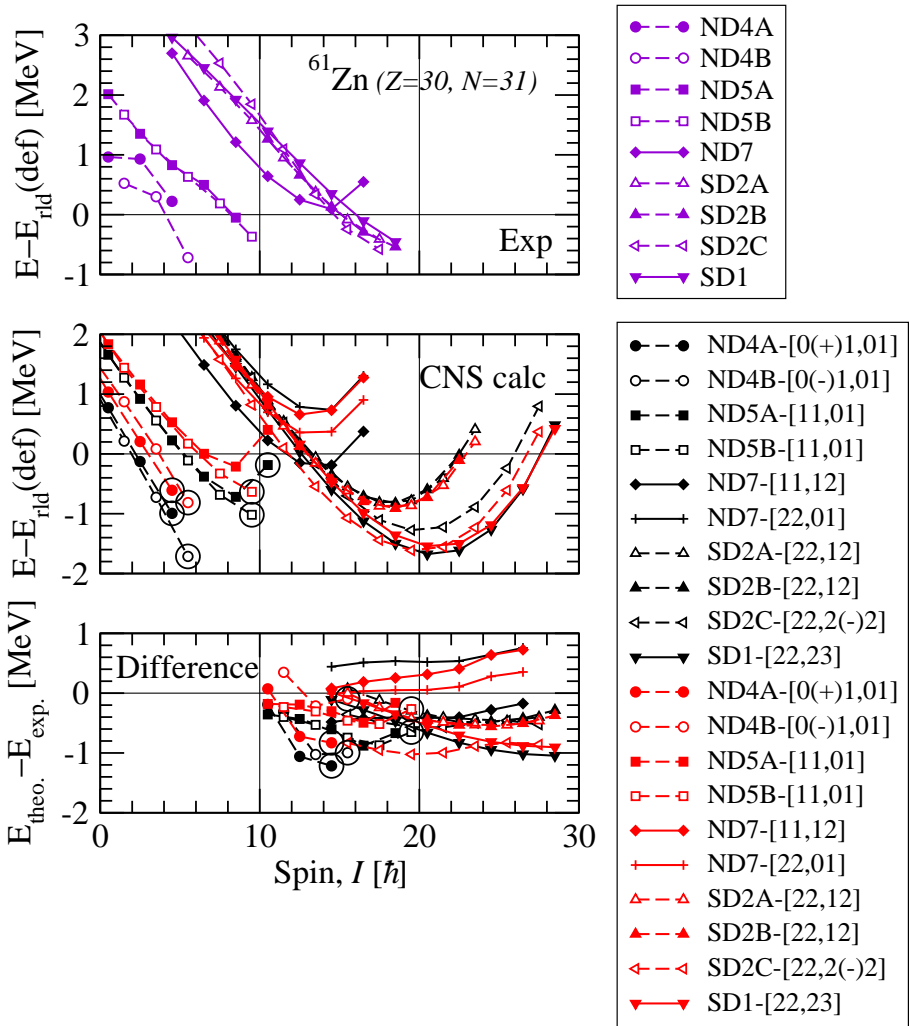 3
2
1
0
-1
E−E_rld(def) [MeV]
⁶¹Zn (Z=30, N=31)
Exp
ND4A
ND4B
ND5A
ND5B
ND7
SD2A
SD2B
SD2C
SD1
2
1
0
-1
-2
E−E_rld(def) [MeV]
CNS calc
1
0
-1
-2
E_theo.−E_exp. [MeV]
Difference
0
10
20
30
Spin, I [ħ]
ND4A-[0(+)1,01]
ND4B-[0(-)1,01]
ND5A-[11,01]
ND5B-[11,01]
ND7-[11,12]
ND7-[22,01]
SD2A-[22,12]
SD2B-[22,12]
SD2C-[22,2(-)2]
SD1-[22,23]
ND4A-[0(+)1,01]
ND4B-[0(-)1,01]
ND5A-[11,01]
ND5B-[11,01]
ND7-[11,12]
ND7-[22,01]
SD2A-[22,12]
SD2B-[22,12]
SD2C-[22,2(-)2]
SD1-[22,23]